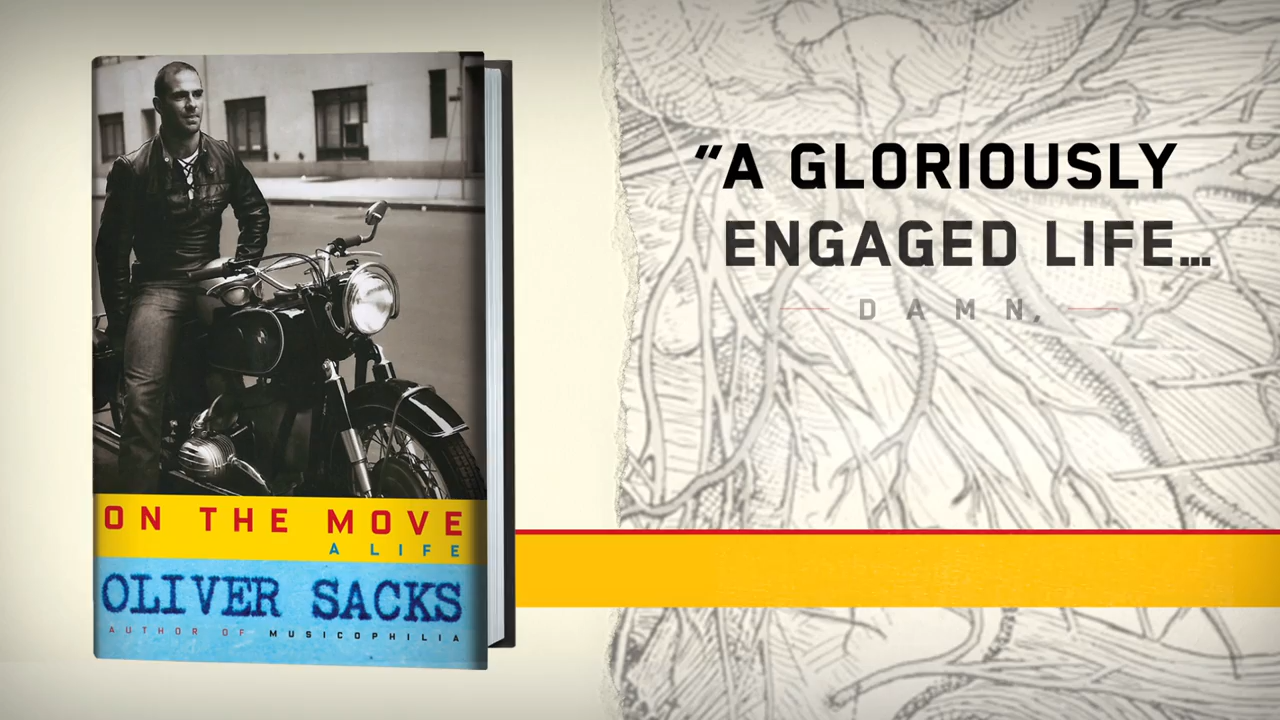 ON THE MOVE
A LIFE
OLIVER SACKS
AUTHOR OF MUSICOPHILIA
“A GLORIOUSLY
ENGAGED LIFE...
DAMN,